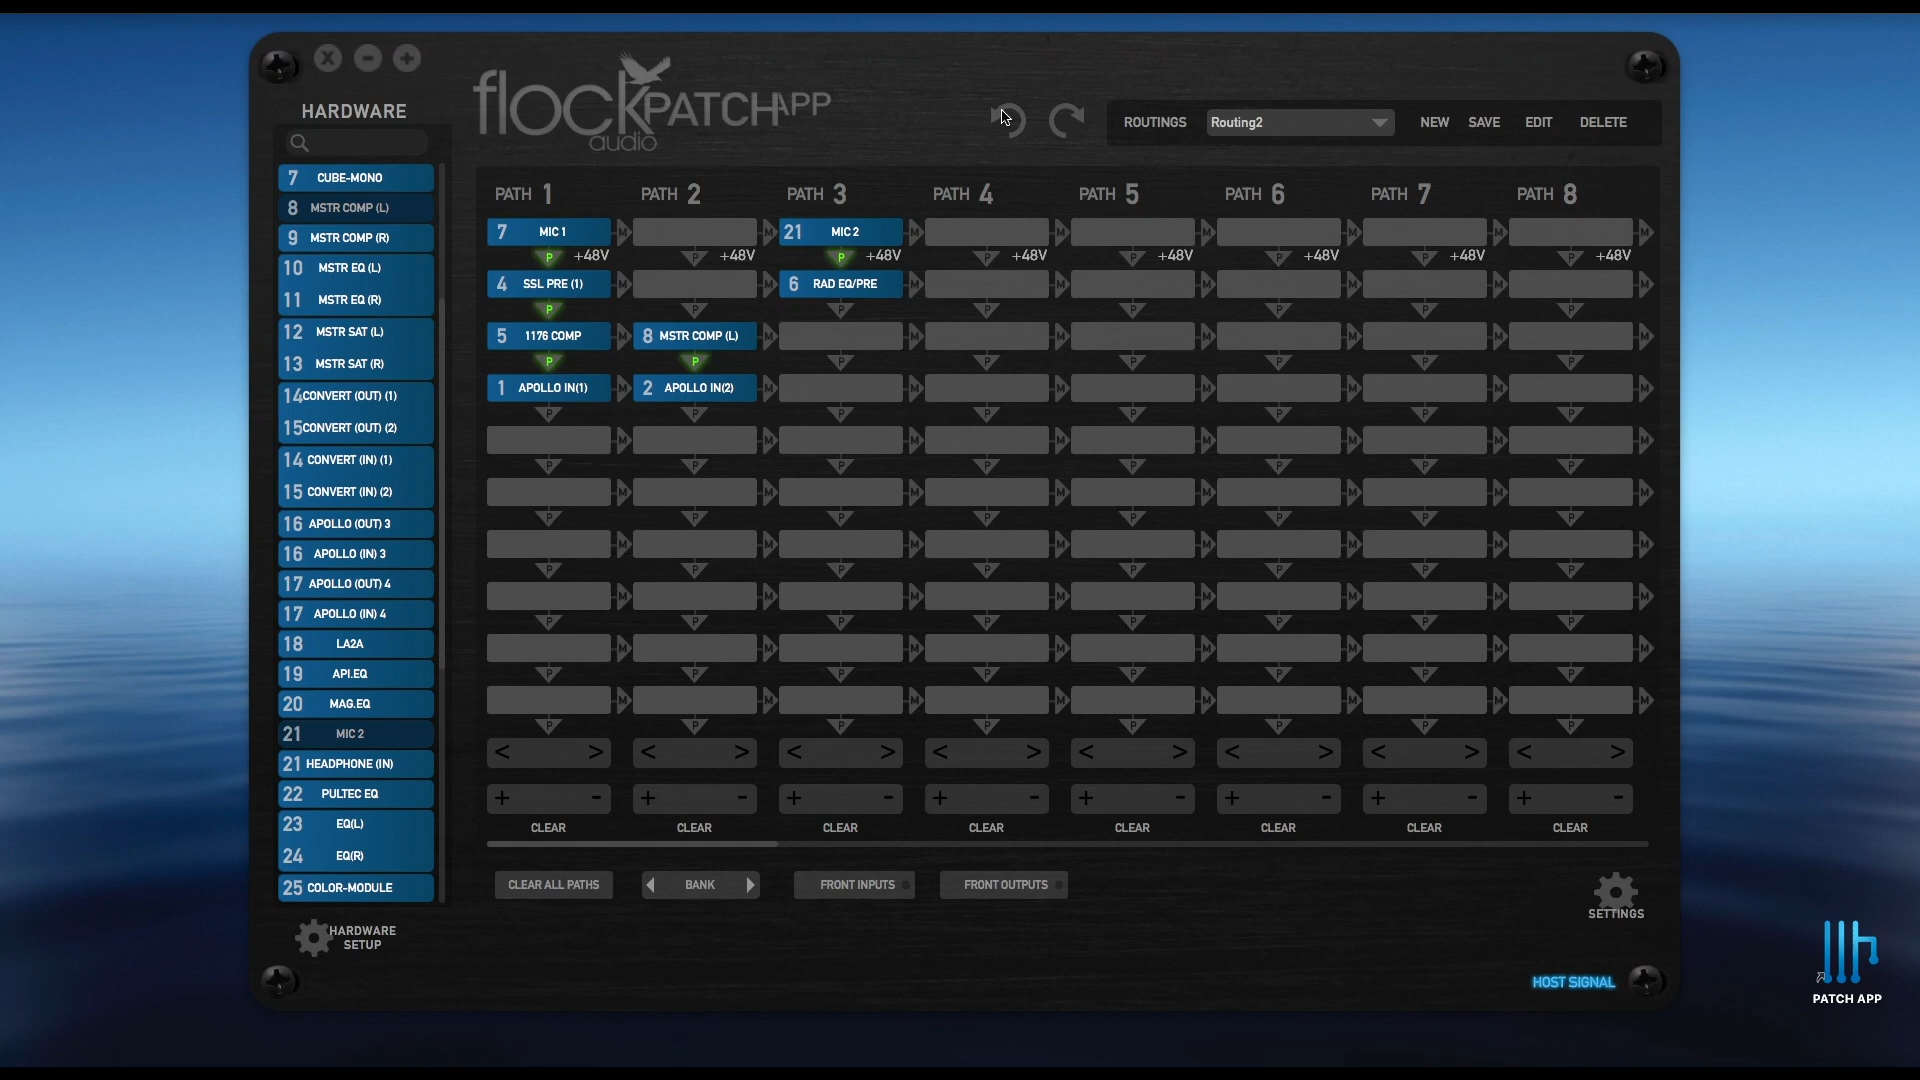 X - +
flock audio PATCHAPP
HARDWARE
ROUTINGS Routing2 NEW SAVE EDIT DELETE
7 CUBE-MONO
8 MSTR COMP (L)
9 MSTR COMP (R)
10 MSTR EQ (L)
11 MSTR EQ (R)
12 MSTR SAT (L)
13 MSTR SAT (R)
14 CONVERT (OUT) (1)
15 CONVERT (OUT) (2)
14 CONVERT (IN) (1)
15 CONVERT (IN) (2)
16 APOLLO (OUT) 3
16 APOLLO (IN) 3
17 APOLLO (OUT) 4
17 APOLLO (IN) 4
18 LA2A
19 API.EQ
20 MAG.EQ
21 MIC 2
21 HEADPHONE (IN)
22 PULTEC EQ
23 EQ(L)
24 EQ(R)
25 COLOR-MODULE
HARDWARE
SETUP
PATH 1 PATH 2 PATH 3 PATH 4 PATH 5 PATH 6 PATH 7 PATH 8
7 MIC 1 M M 21 MIC 2 M M M M M M
P +48V P +48V P +48V P +48V P +48V P +48V P +48V P +48V
4 SSL PRE (1) M M 6 RAD EQ/PRE M M M M M M
P P P P P P P P
5 1176 COMP M 8 MSTR COMP (L) M M M M M M M
P P P P P P P P
1 APOLLO IN(1) M 2 APOLLO IN(2) M M M M M M M
P P P P P P P P
M M M M M M M M
P P P P P P P P
M M M M M M M M
P P P P P P P P
M M M M M M M M
P P P P P P P P
M M M M M M M M
P P P P P P P P
M M M M M M M M
P P P P P P P P
M M M M M M M M
P P P P P P P P
< > < > < > < > < > < > < > < >
+ - + - + - + - + - + - + - + -
CLEAR CLEAR CLEAR CLEAR CLEAR CLEAR CLEAR CLEAR
CLEAR ALL PATHS BANK FRONT INPUTS FRONT OUTPUTS
SETTINGS
HOST SIGNAL
PATCH APP